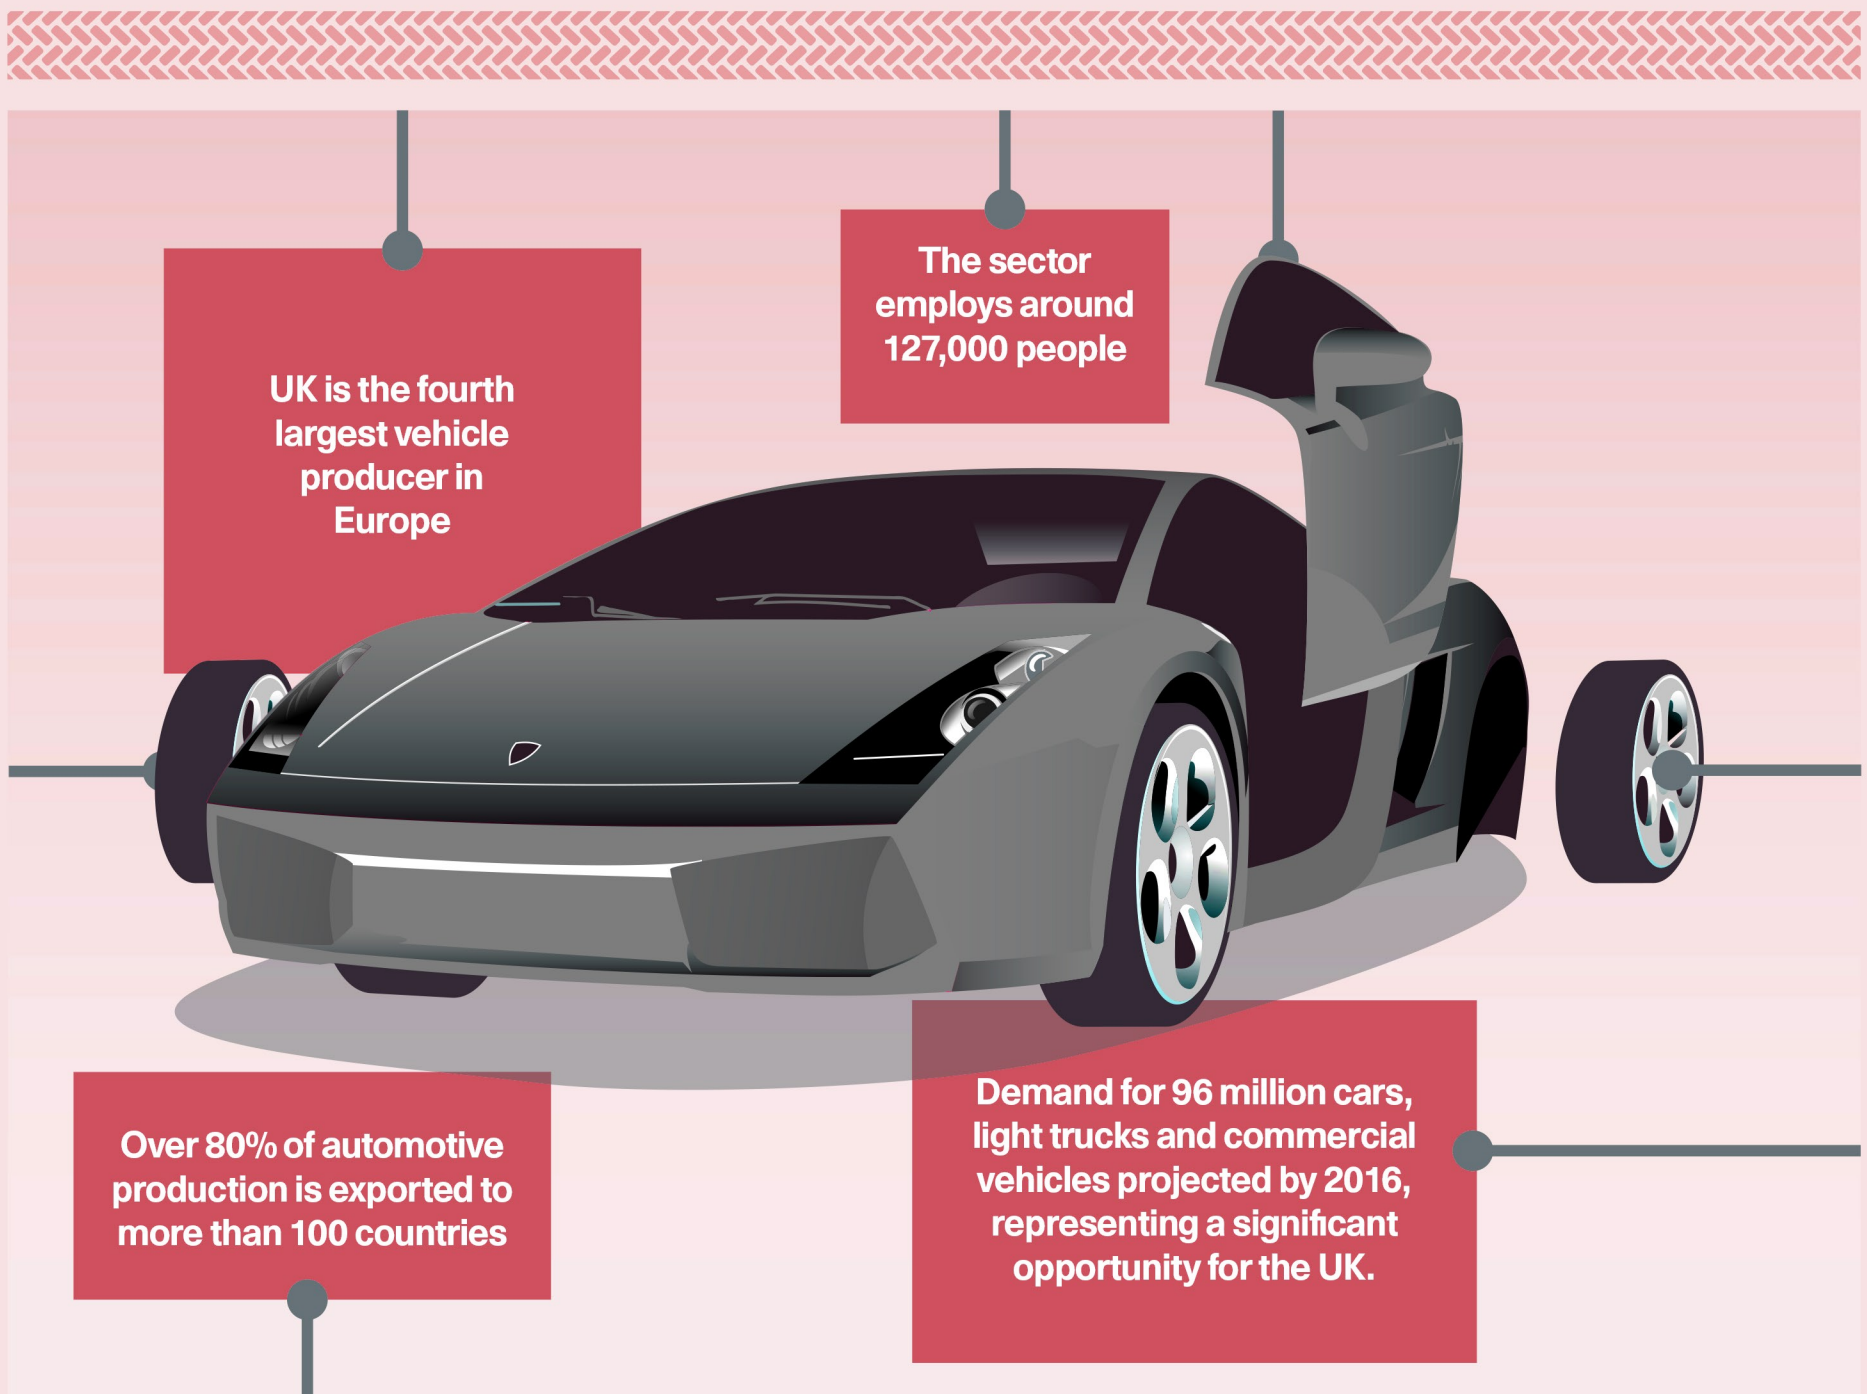 The sector
employs around
127,000 people
UK is the fourth
largest vehicle
producer in
Europe
Demand for 96 million cars,
light trucks and commercial
vehicles projected by 2016,
representing a significant
opportunity for the UK.
Over 80% of automotive
production is exported to
more than 100 countries